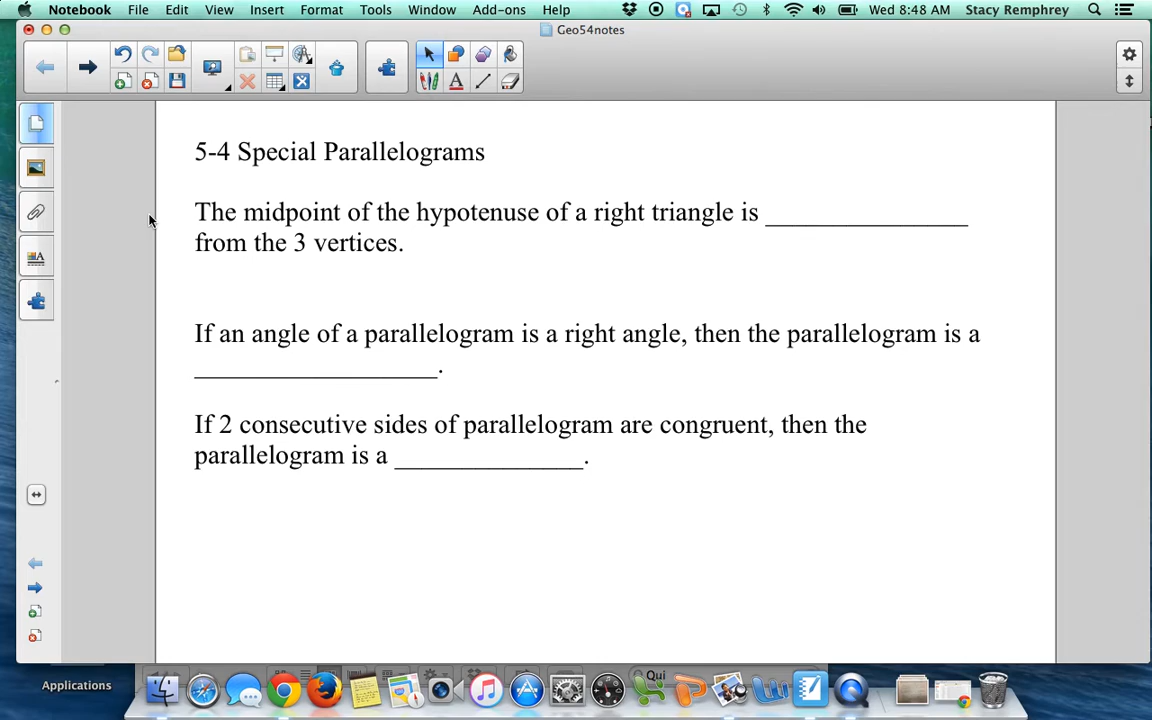 Notebook File Edit View Insert Format Tools Window Add-ons Help Wed 8:48 AM Stacy Remphrey
Geo54notes
5-4 Special Parallelograms
The midpoint of the hypotenuse of a right triangle is ________________
from the 3 vertices.
If an angle of a parallelogram is a right angle, then the parallelogram is a
___________________.
If 2 consecutive sides of parallelogram are congruent, then the
parallelogram is a _______________.
Qui
Applications